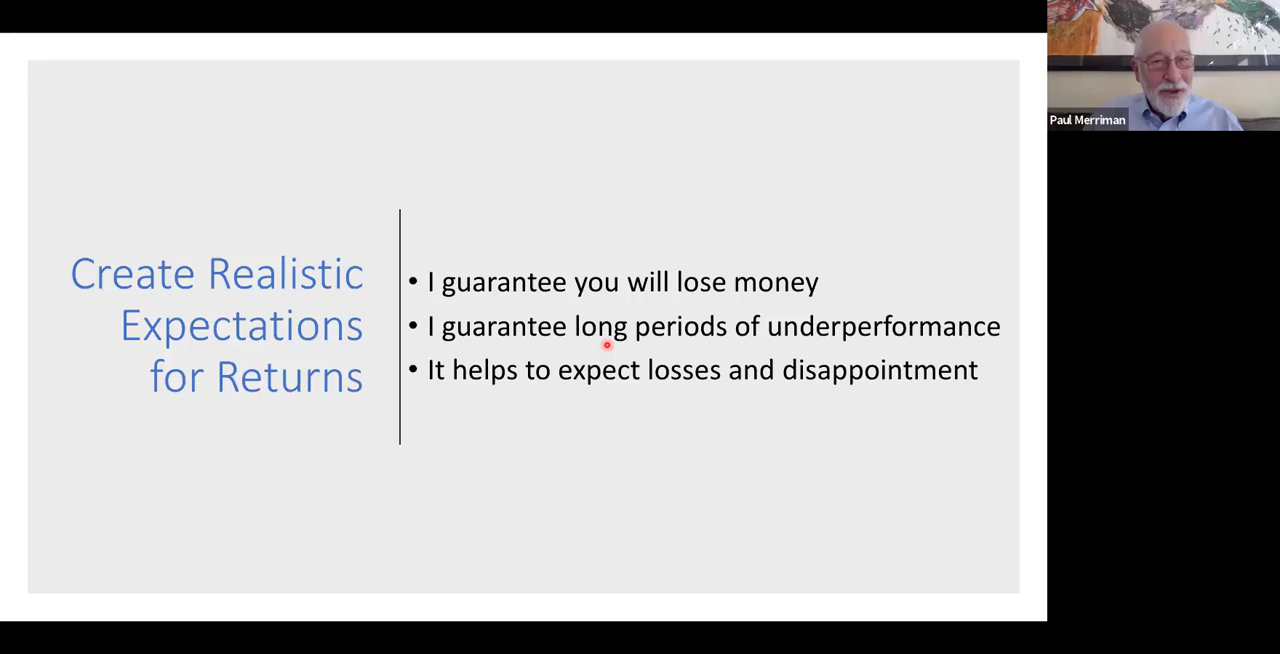 Create Realistic
Expectations
for Returns
• I guarantee you will lose money
• I guarantee long periods of underperformance
• It helps to expect losses and disappointment
Paul Merriman